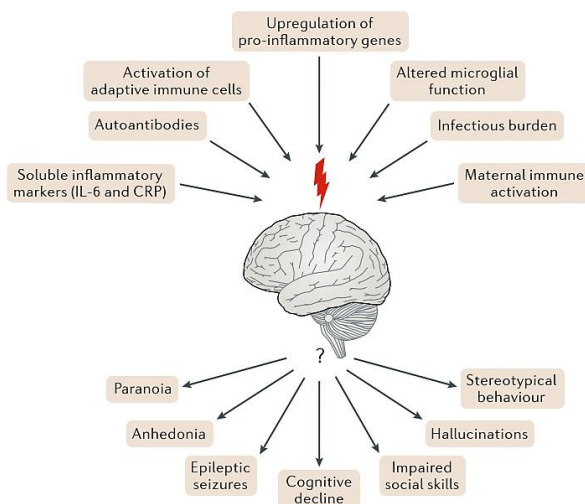 Upregulation of
pro-inflammatory genes
Activation of
adaptive immune cells
Altered microglial
function
Autoantibodies
Infectious burden
Soluble inflammatory
markers (IL-6 and CRP)
Maternal immune
activation
?
Paranoia
Stereotypical
behaviour
Anhedonia
Hallucinations
Epileptic
seizures
Cognitive
decline
Impaired
social skills